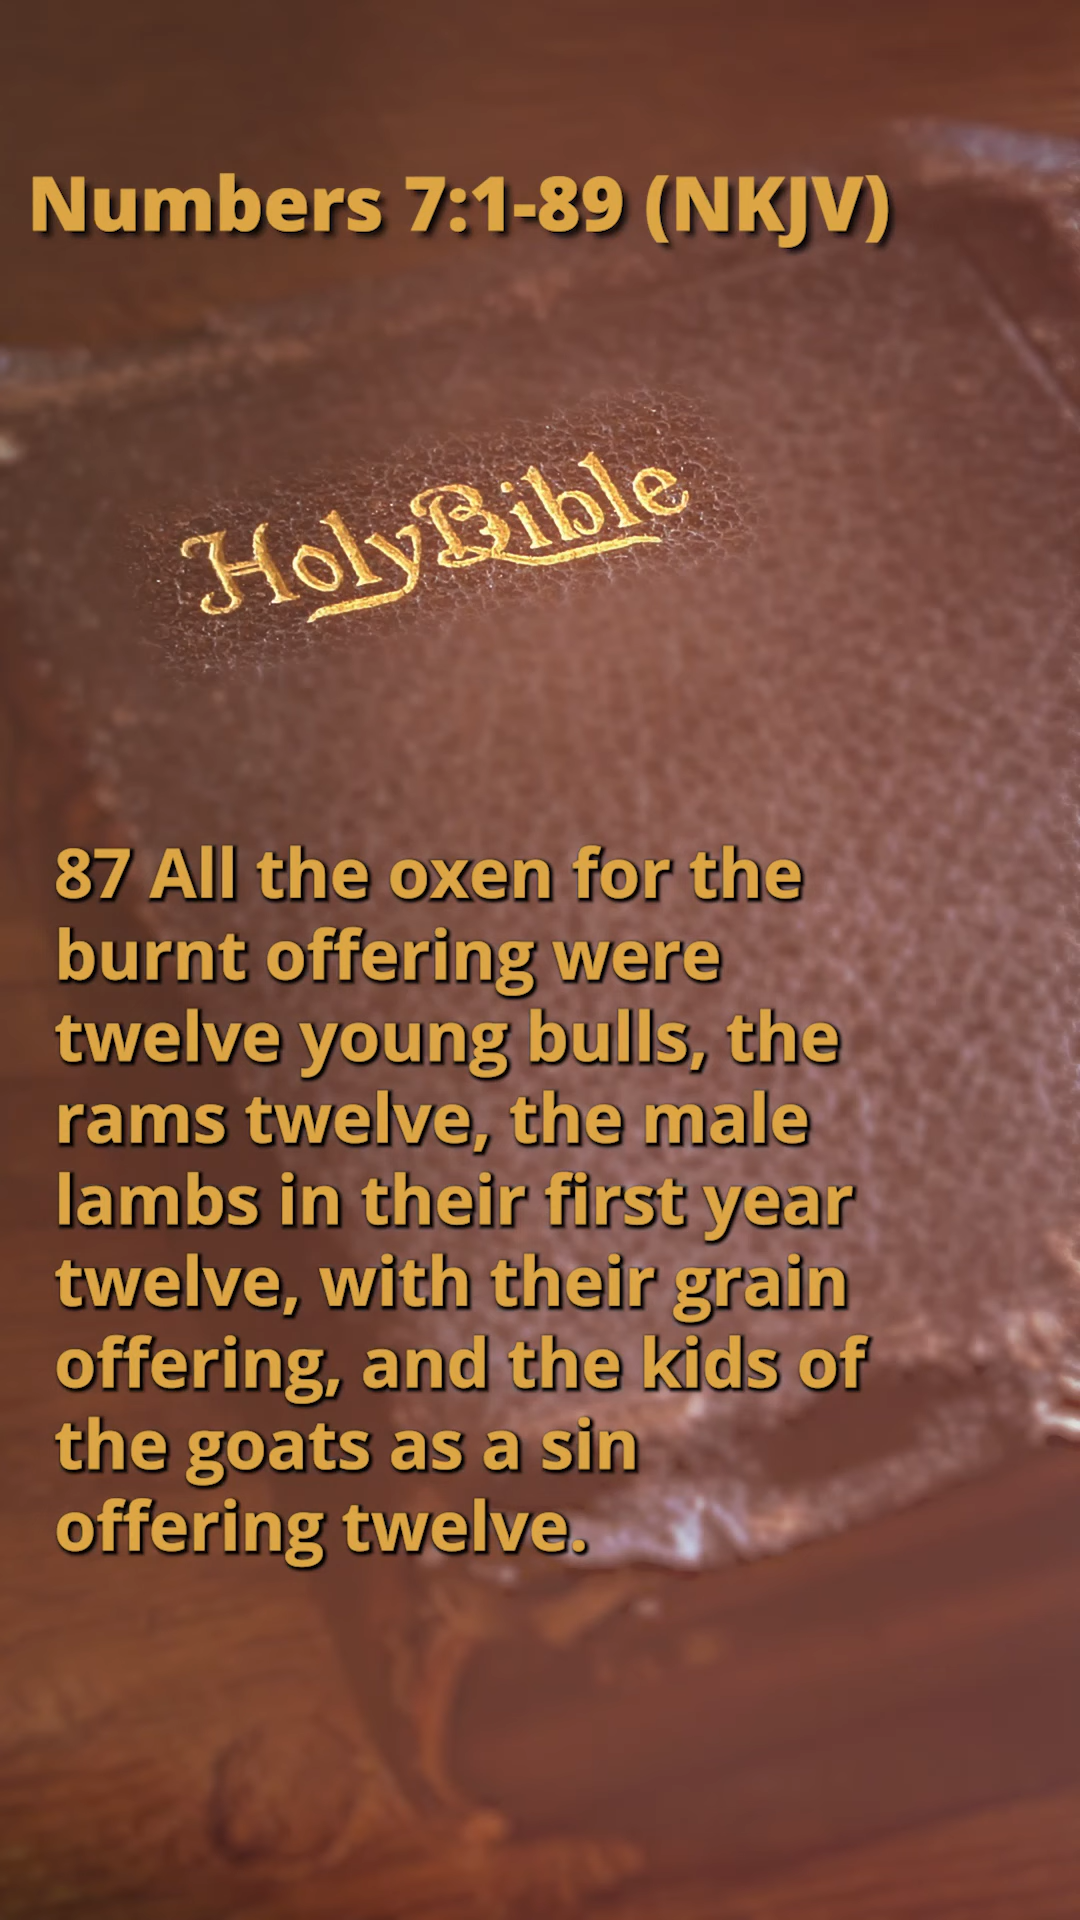 Numbers 7:1-89 (NKJV)
Holy Bible
87 All the oxen for the
burnt offering were
twelve young bulls, the
rams twelve, the male
lambs in their first year
twelve, with their grain
offering, and the kids of
the goats as a sin
offering twelve.